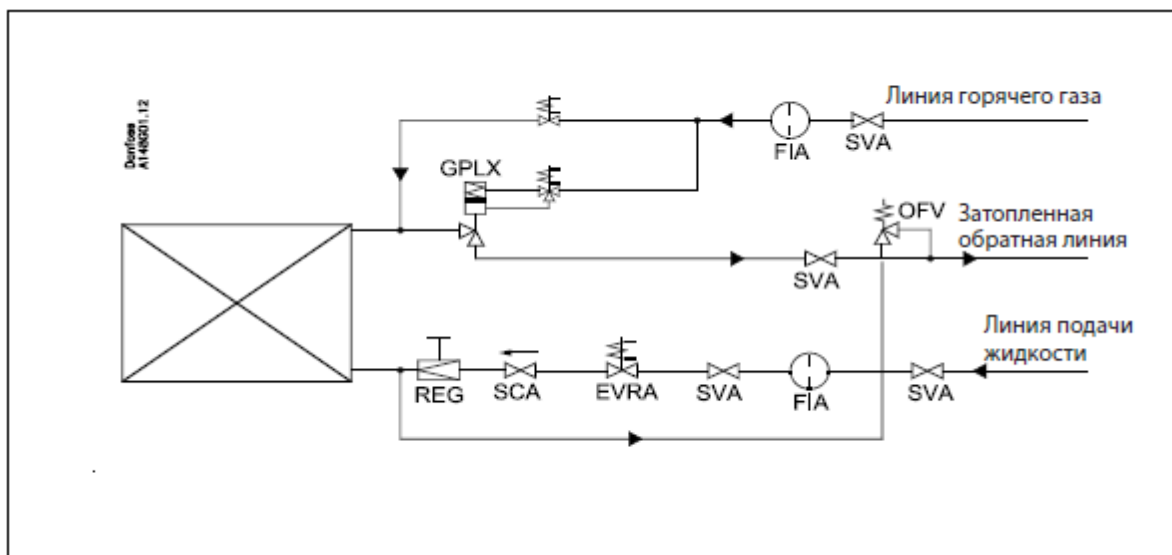 Danfoss
A148G01.12
Линия горячего газа
FIA
SVA
GPLX
OFV
Затопленная
обратная линия
SVA
Линия подачи
жидкости
REG
SCA
EVRA
SVA
FIA
SVA